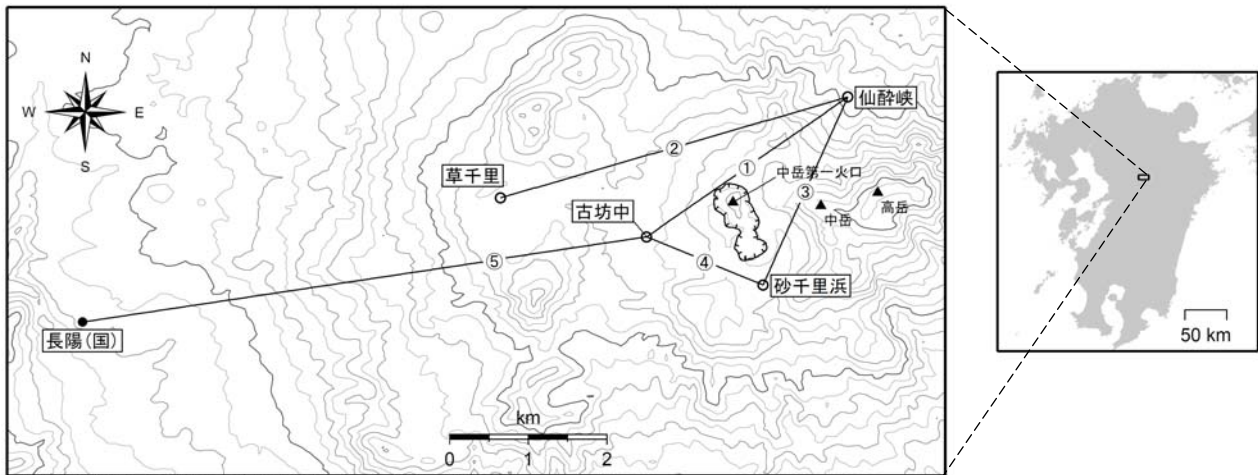 N
W
E
S
仙酔峡
②
①
草千里
中岳第一火口
③
高岳
中岳
古坊中
⑤
④
砂千里浜
長陽(国)
km
0
1
2
50 km